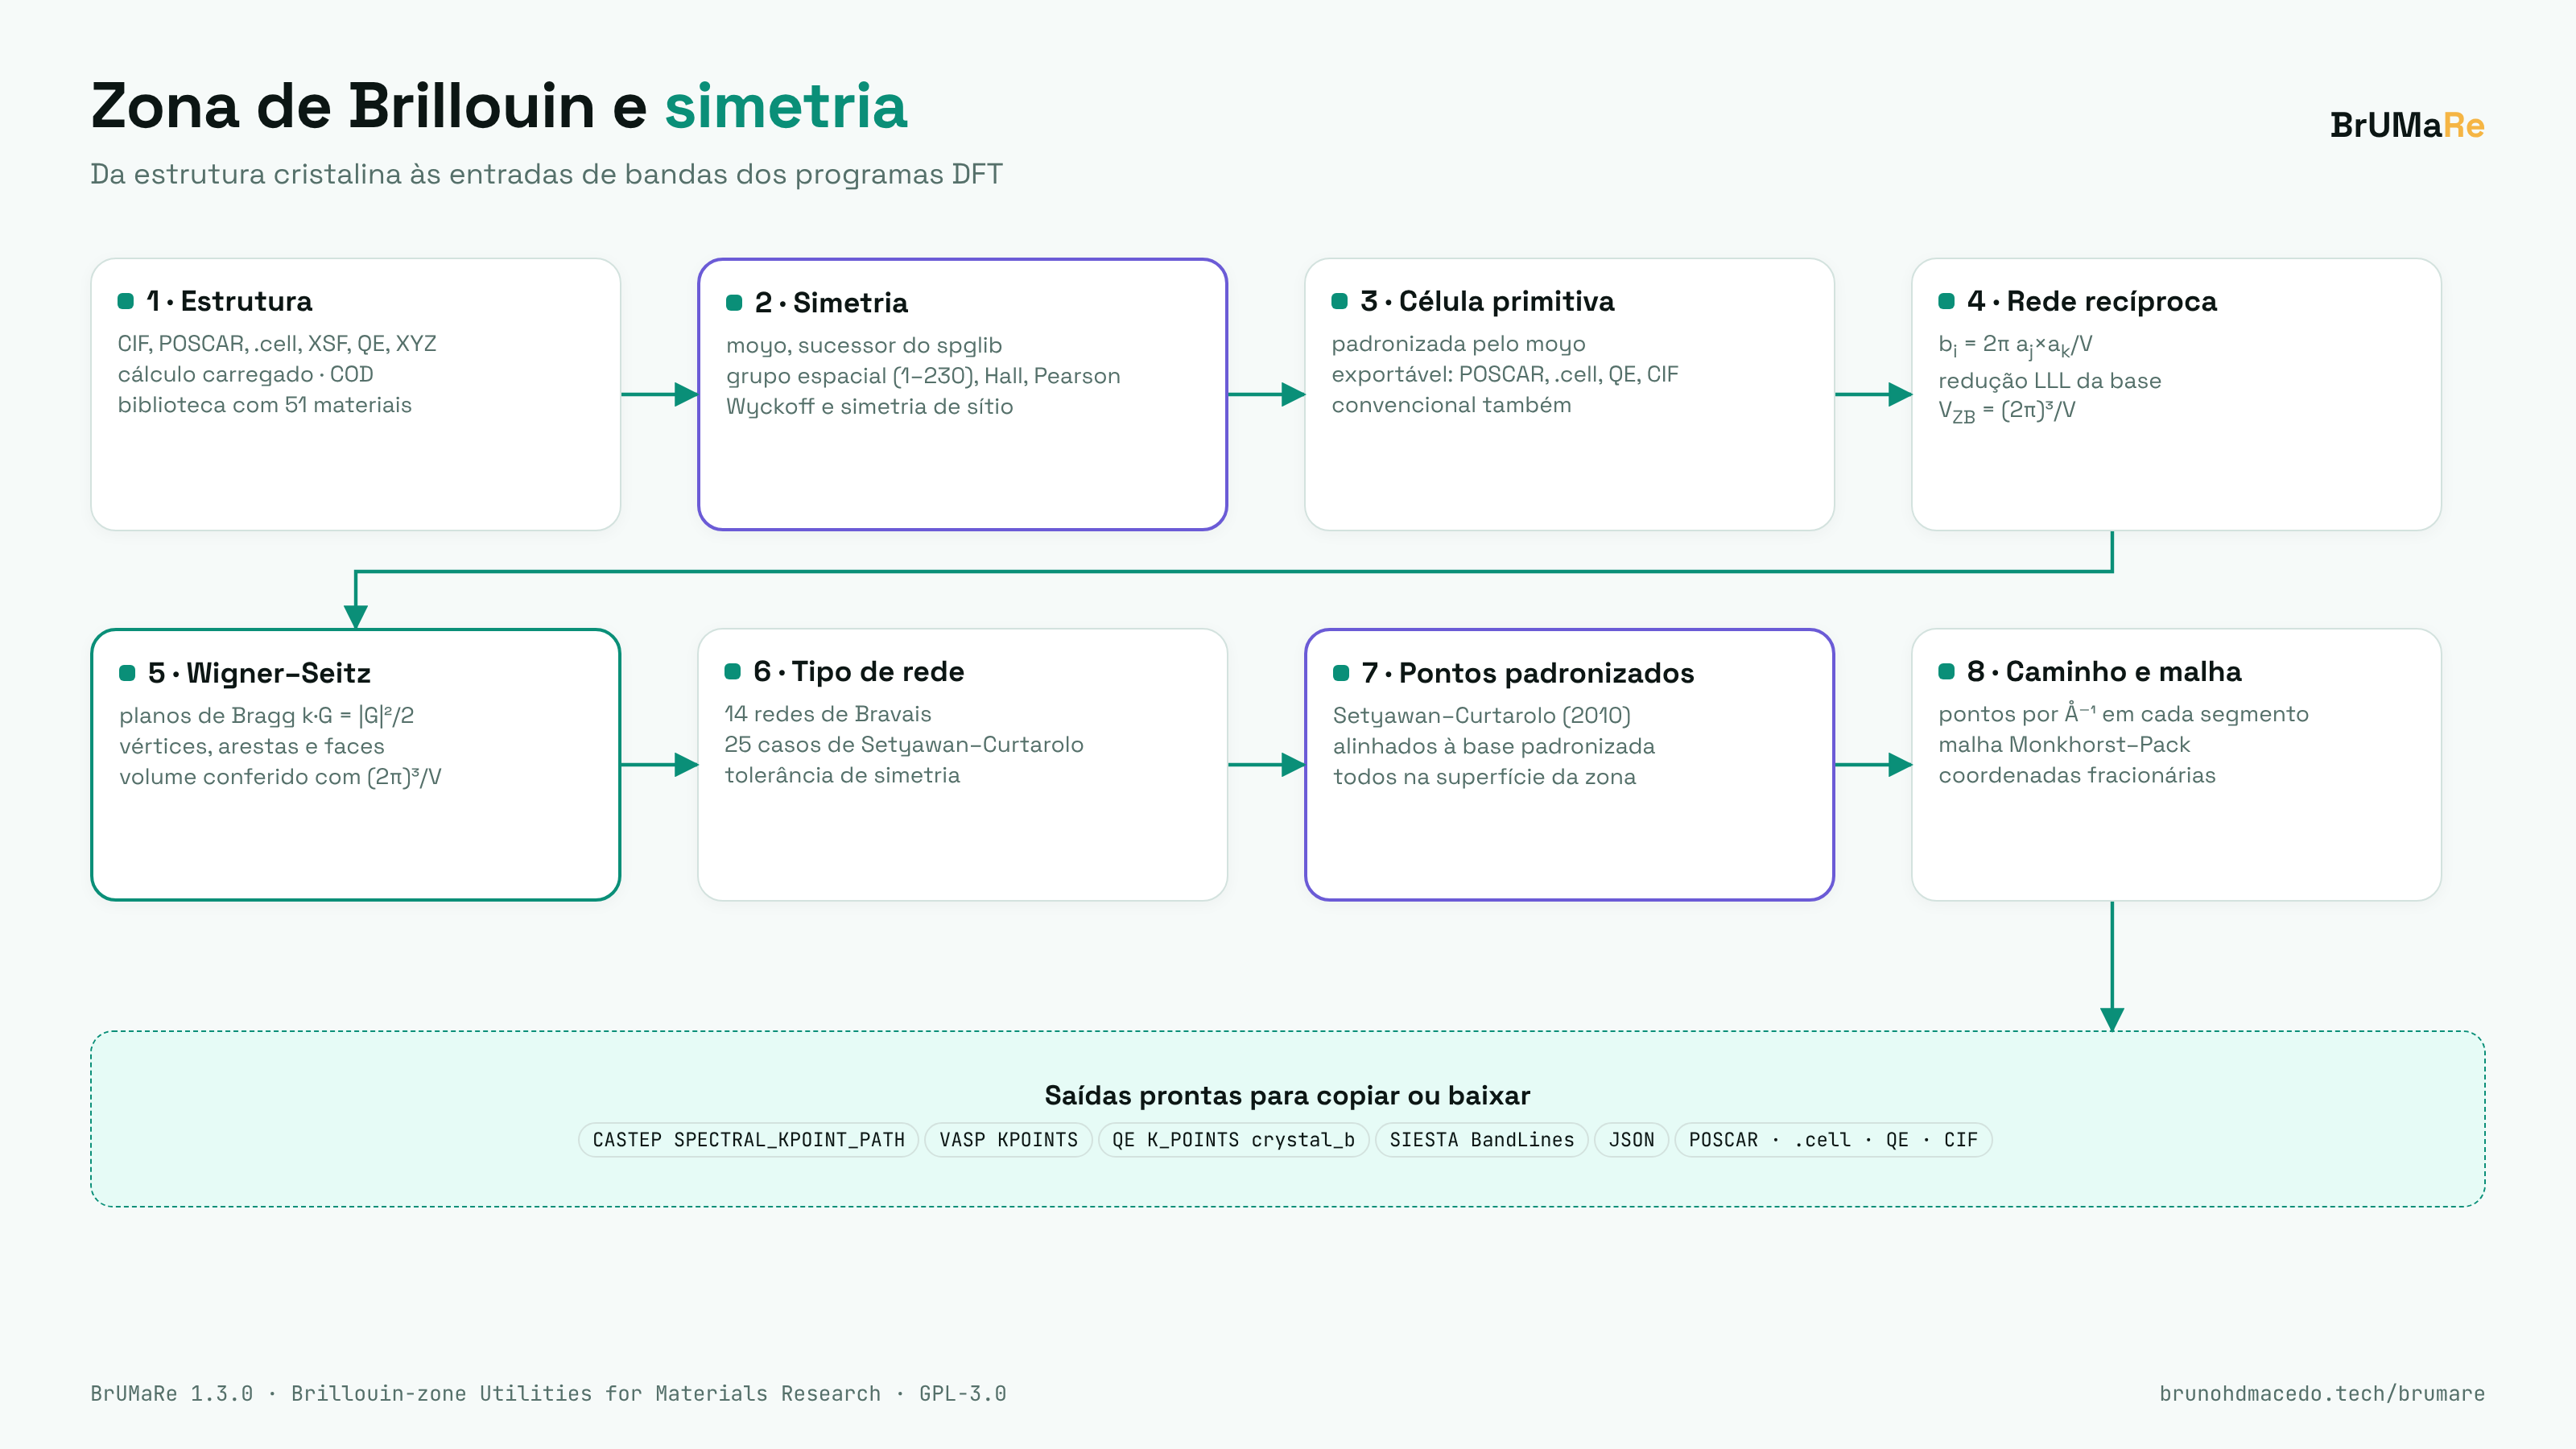 Zona de Brillouin e simetria
BrUMaRe
Da estrutura cristalina às entradas de bandas dos programas DFT
1 · Estrutura
CIF, POSCAR, .cell, XSF, QE, XYZ
cálculo carregado · COD
biblioteca com 51 materiais
2 · Simetria
moyo, sucessor do spglib
grupo espacial (1–230), Hall, Pearson
Wyckoff e simetria de sítio
3 · Célula primitiva
padronizada pelo moyo
exportável: POSCAR, .cell, QE, CIF
convencional também
4 · Rede recíproca
bᵢ = 2π aⱼ×aₖ/V
redução LLL da base
V_ZB = (2π)³/V
5 · Wigner–Seitz
planos de Bragg k·G = |G|²/2
vértices, arestas e faces
volume conferido com (2π)³/V
6 · Tipo de rede
14 redes de Bravais
25 casos de Setyawan–Curtarolo
tolerância de simetria
7 · Pontos padronizados
Setyawan–Curtarolo (2010)
alinhados à base padronizada
todos na superfície da zona
8 · Caminho e malha
pontos por Å⁻¹ em cada segmento
malha Monkhorst–Pack
coordenadas fracionárias
Saídas prontas para copiar ou baixar
CASTEP SPECTRAL_KPOINT_PATH VASP KPOINTS QE K_POINTS crystal_b SIESTA BandLines JSON POSCAR · .cell · QE · CIF
BrUMaRe 1.3.0 · Brillouin-zone Utilities for Materials Research · GPL-3.0
brunohdmacedo.tech/brumare